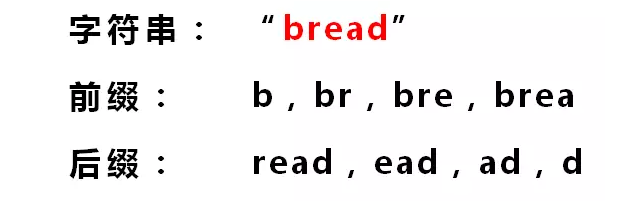 字符串： “bread”
前缀： b , br , bre , brea
后缀： read , ead , ad , d